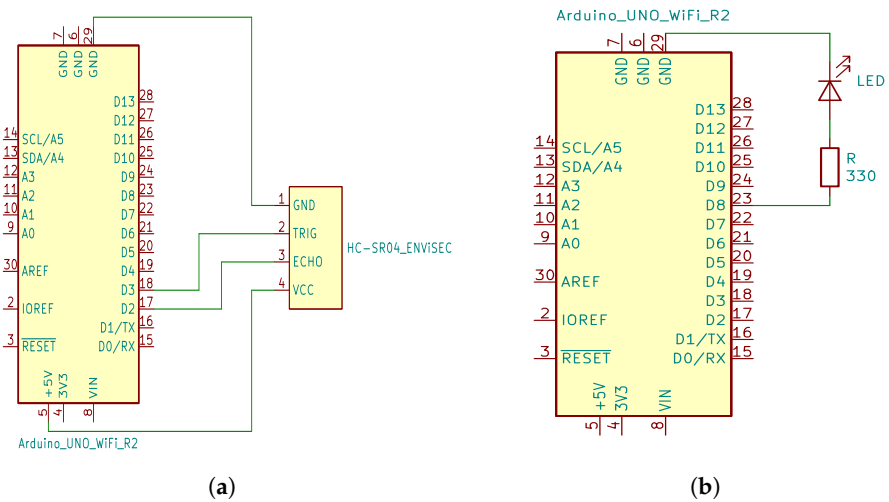 7
GND
6
GND
29
GND
D13 28
D12 27
14 SCL/A5
D11 26
13 SDA/A4
D10 25
12 A3
D9 24
11 A2
D8 23
10 A1
D7 22
9 A0
D6 21
D5 20
30 AREF
D4 19
D3 18
2 IOREF
D2 17
D1/TX 16
3 RESET
D0/RX 15
5 +5V
4 3V3
8 VIN
Arduino_UNO_WiFi_R2
1 GND
2 TRIG
3 ECHO
4 VCC
HC-SR04_ENViSEC
(a)
Arduino_UNO_WiFi_R2
7
GND
6
GND
29
GND
D13 28
D12 27
14 SCL/A5
D11 26
13 SDA/A4
D10 25
12 A3
D9 24
11 A2
D8 23
10 A1
D7 22
9 A0
D6 21
D5 20
30 AREF
D4 19
D3 18
2 IOREF
D2 17
D1/TX 16
3 RESET
D0/RX 15
5 +5V
4 3V3
8 VIN
LED
R
330
(b)